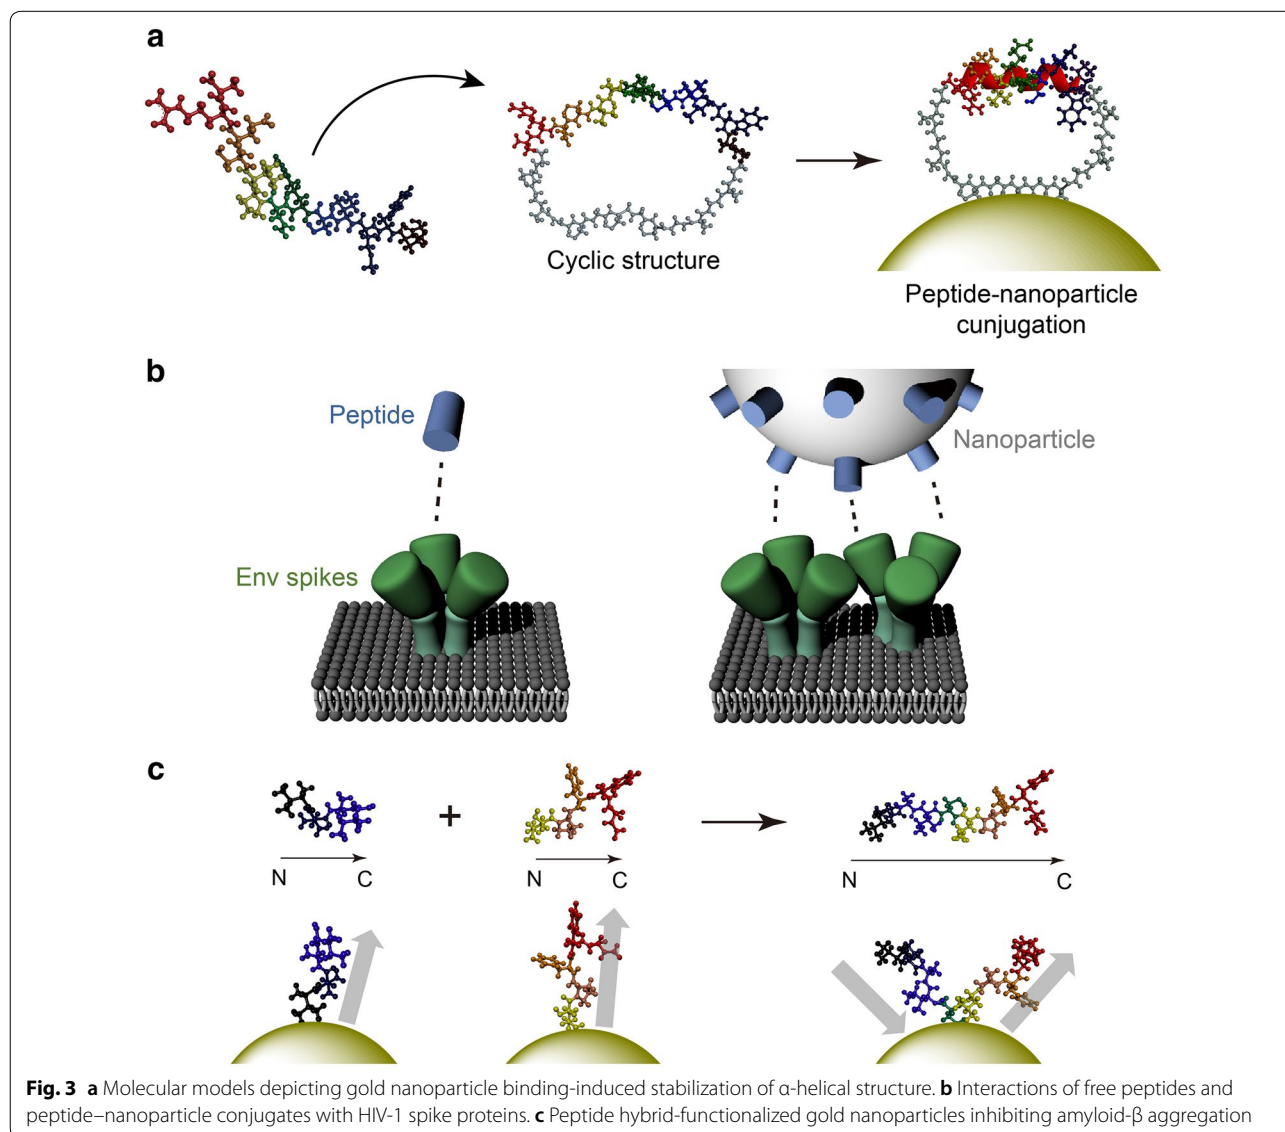 a
Cyclic structure
Peptide-nanoparticle
cunjugation
b
Peptide
Nanoparticle
Env spikes
c
+
N C N C N C
Fig. 3 a Molecular models depicting gold nanoparticle binding-induced stabilization of α-helical structure. b Interactions of free peptides and
peptide–nanoparticle conjugates with HIV-1 spike proteins. c Peptide hybrid-functionalized gold nanoparticles inhibiting amyloid-β aggregation